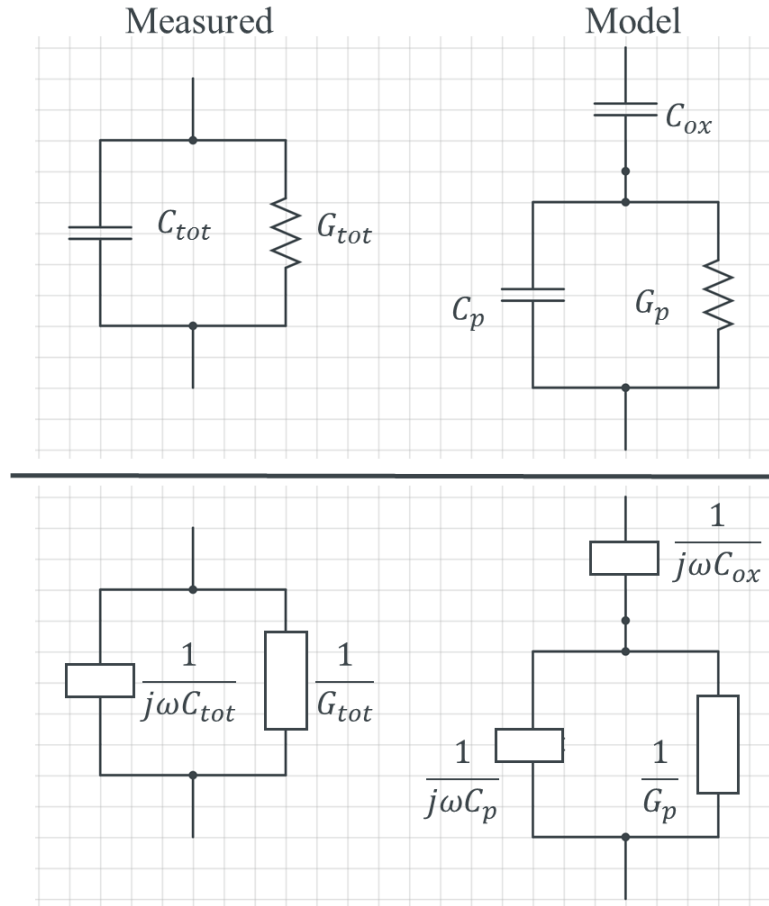 Measured
Model
C_ox
C_tot
G_tot
C_p
G_p
1/(jωC_ox)
1/(jωC_tot)
1/G_tot
1/(jωC_p)
1/G_p